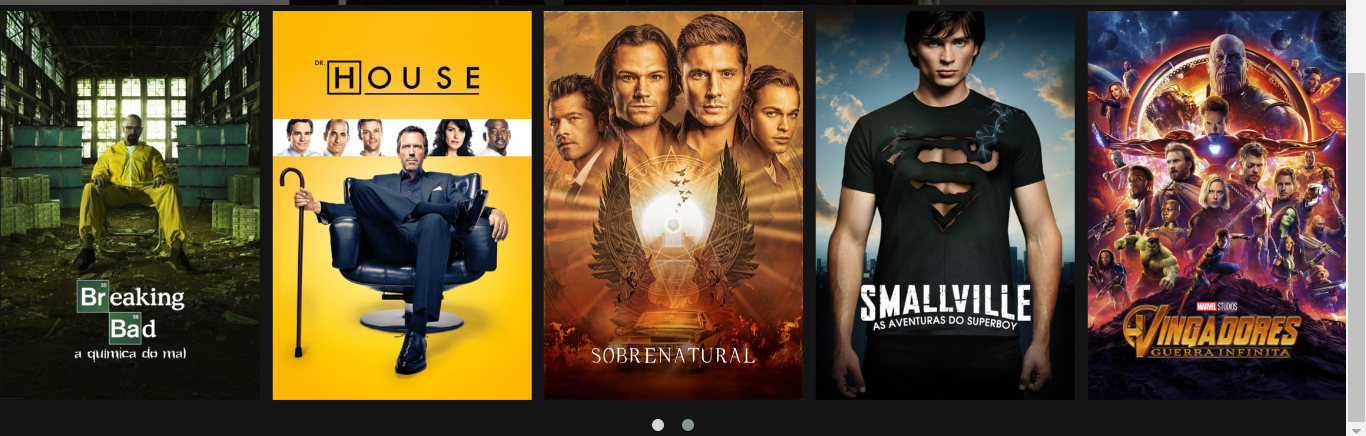 Breaking
Bad
a química do mal
DR.
HOUSE
SOBRENATURAL
SMALLVILLE
AS AVENTURAS DO SUPERBOY
MARVEL STUDIOS
VINGADORES
GUERRA INFINITA